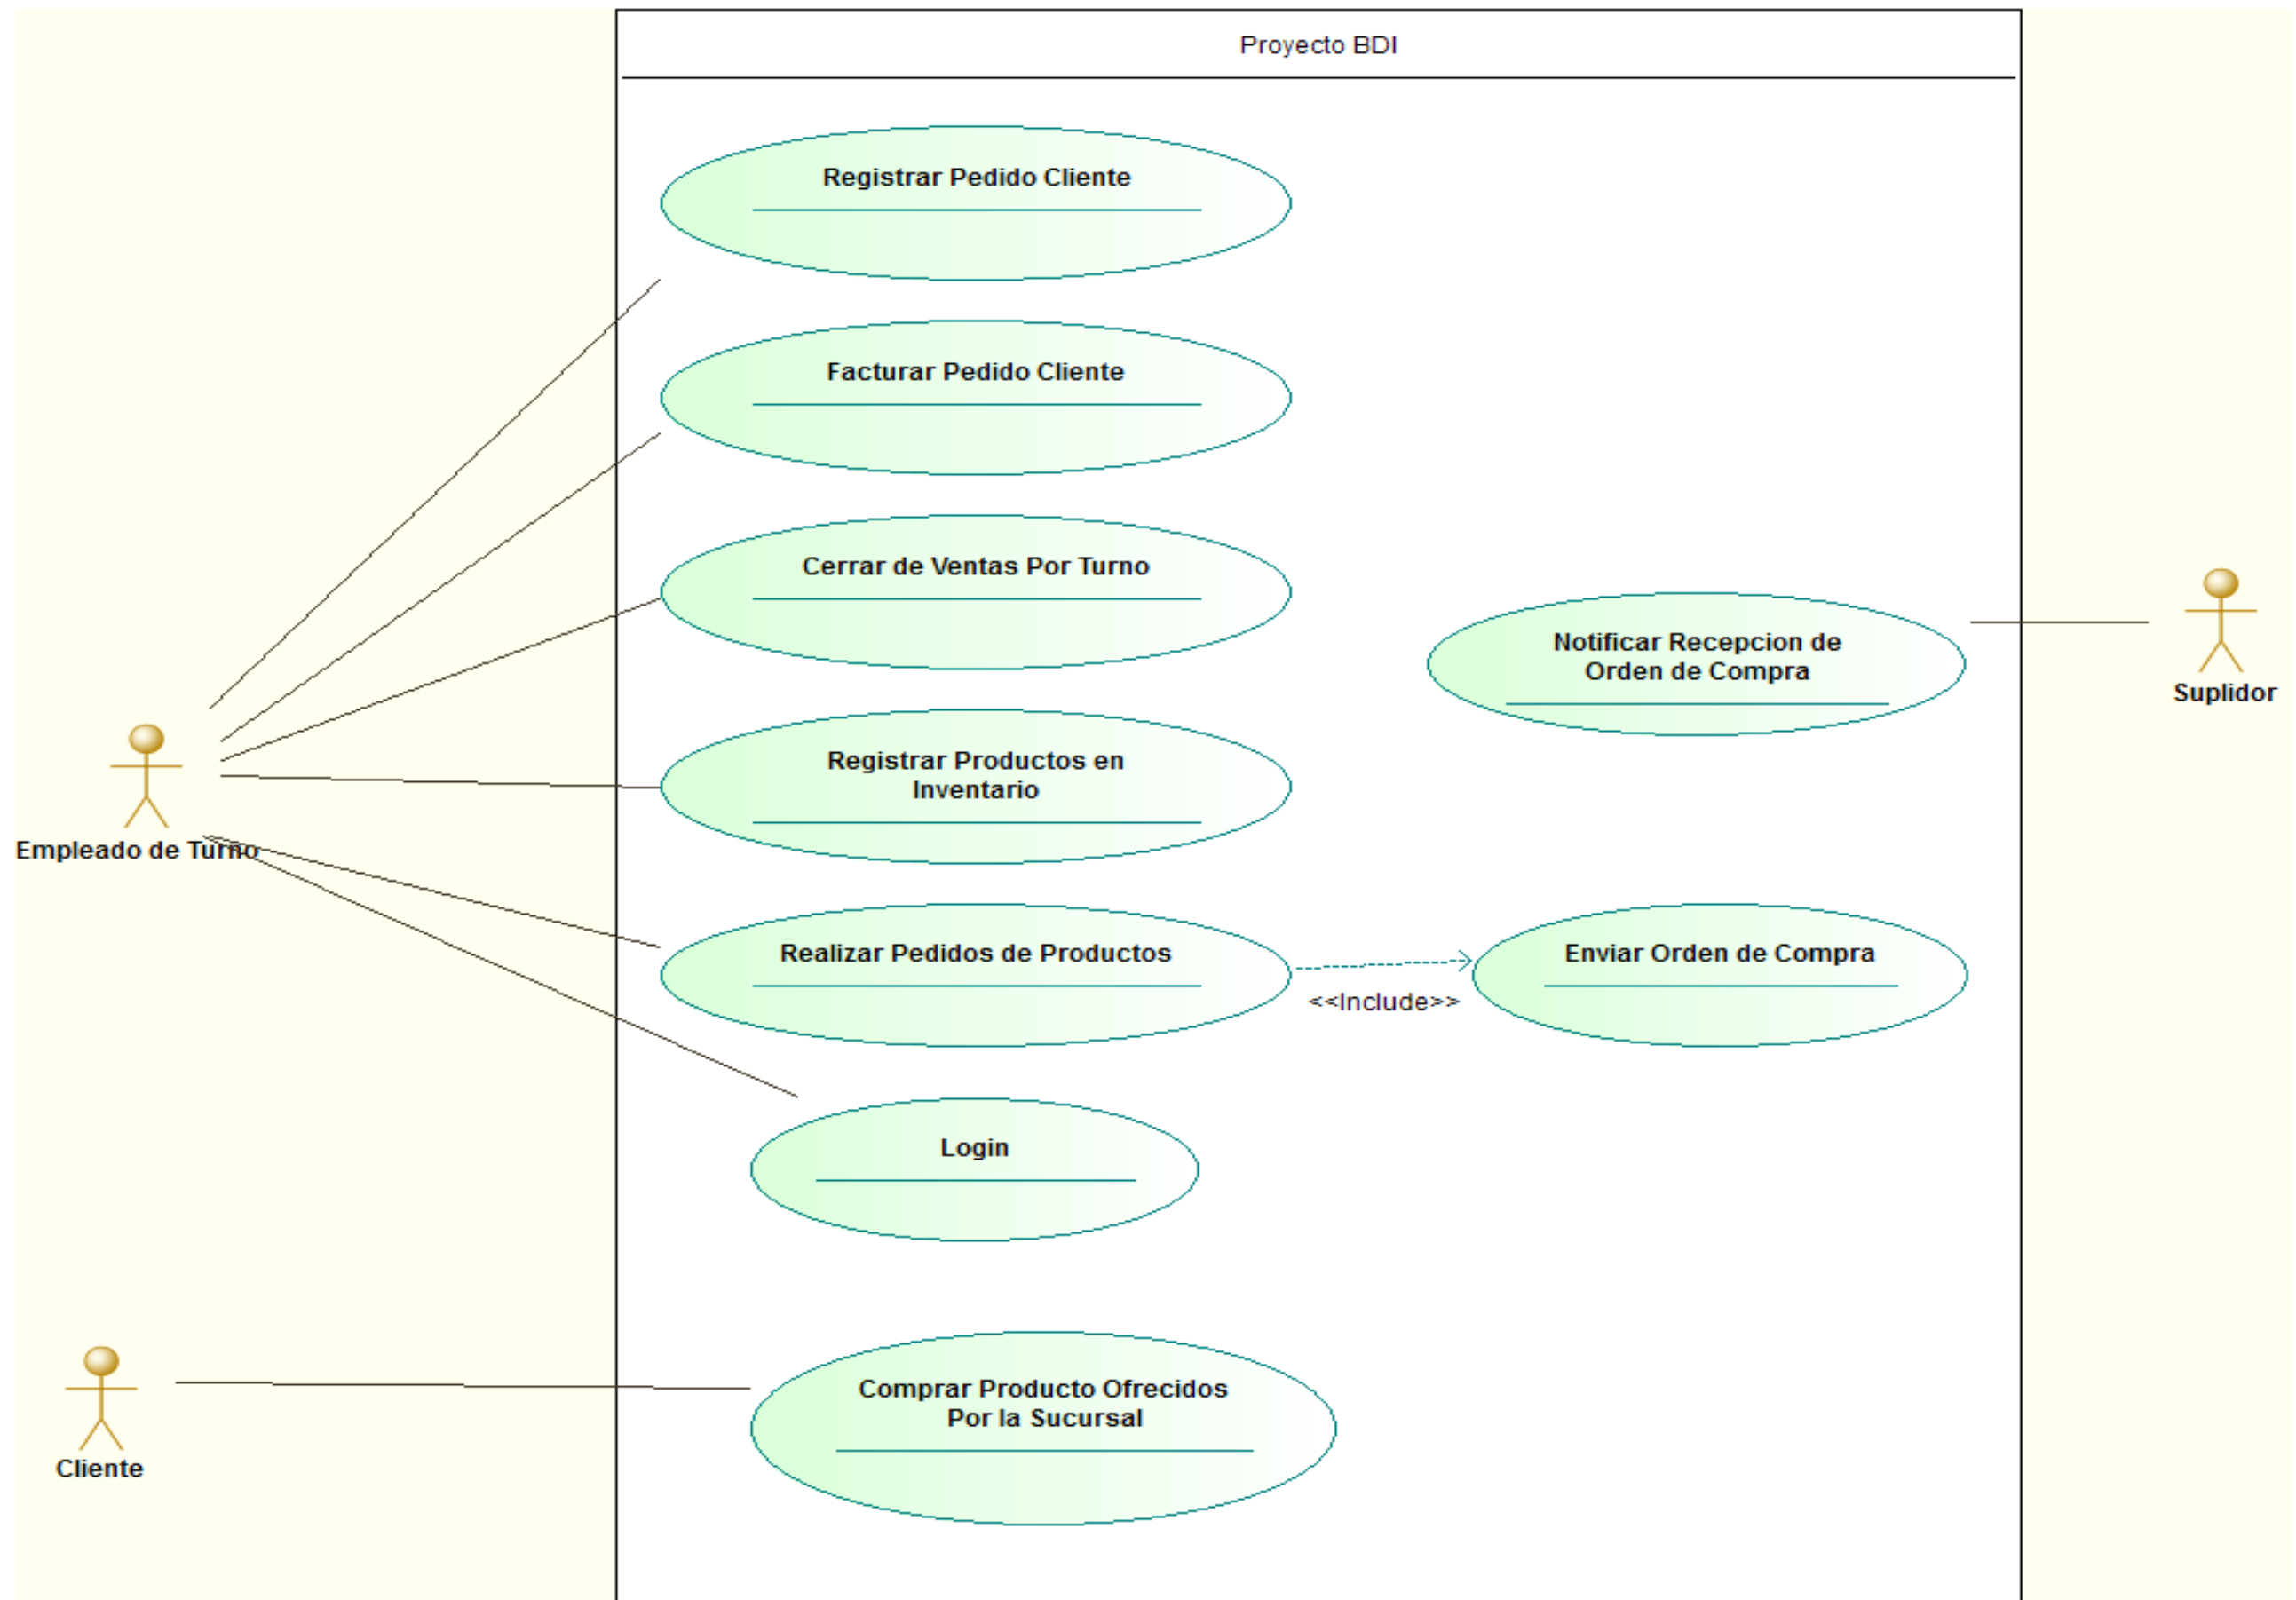 Proyecto BDI
Registrar Pedido Cliente
Facturar Pedido Cliente
Cerrar de Ventas Por Turno
Notificar Recepcion de
Orden de Compra
Suplidor
Registrar Productos en
Inventario
Empleado de Turno
Realizar Pedidos de Productos
<<Include>>
Enviar Orden de Compra
Login
Comprar Producto Ofrecidos
Por la Sucursal
Cliente